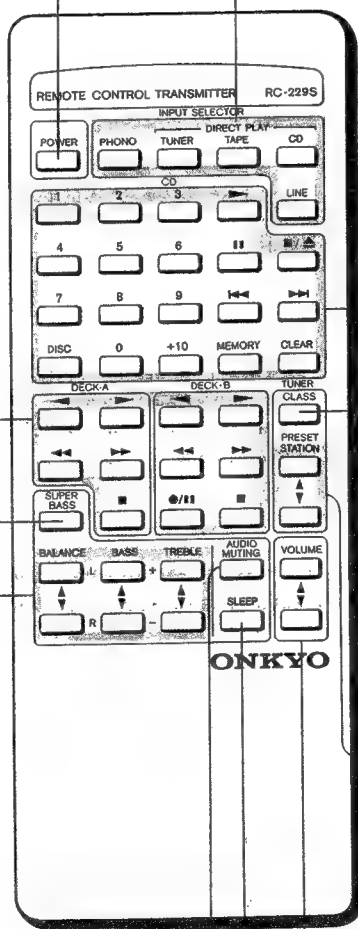 REMOTE CONTROL TRANSMITTER RC-229S
INPUT SELECTOR
DIRECT PLAY
POWER PHONO TUNER TAPE CD
CD LINE
1 2 3
4 5 6
7 8 9
DISC 0 +10 MEMORY CLEAR
DECK-A DECK-B TUNER
CLASS
PRESET
STATION
SUPER
BASS
BALANCE BASS TREBLE AUDIO
MUTING VOLUME
L +
R - SLEEP
ONKYO